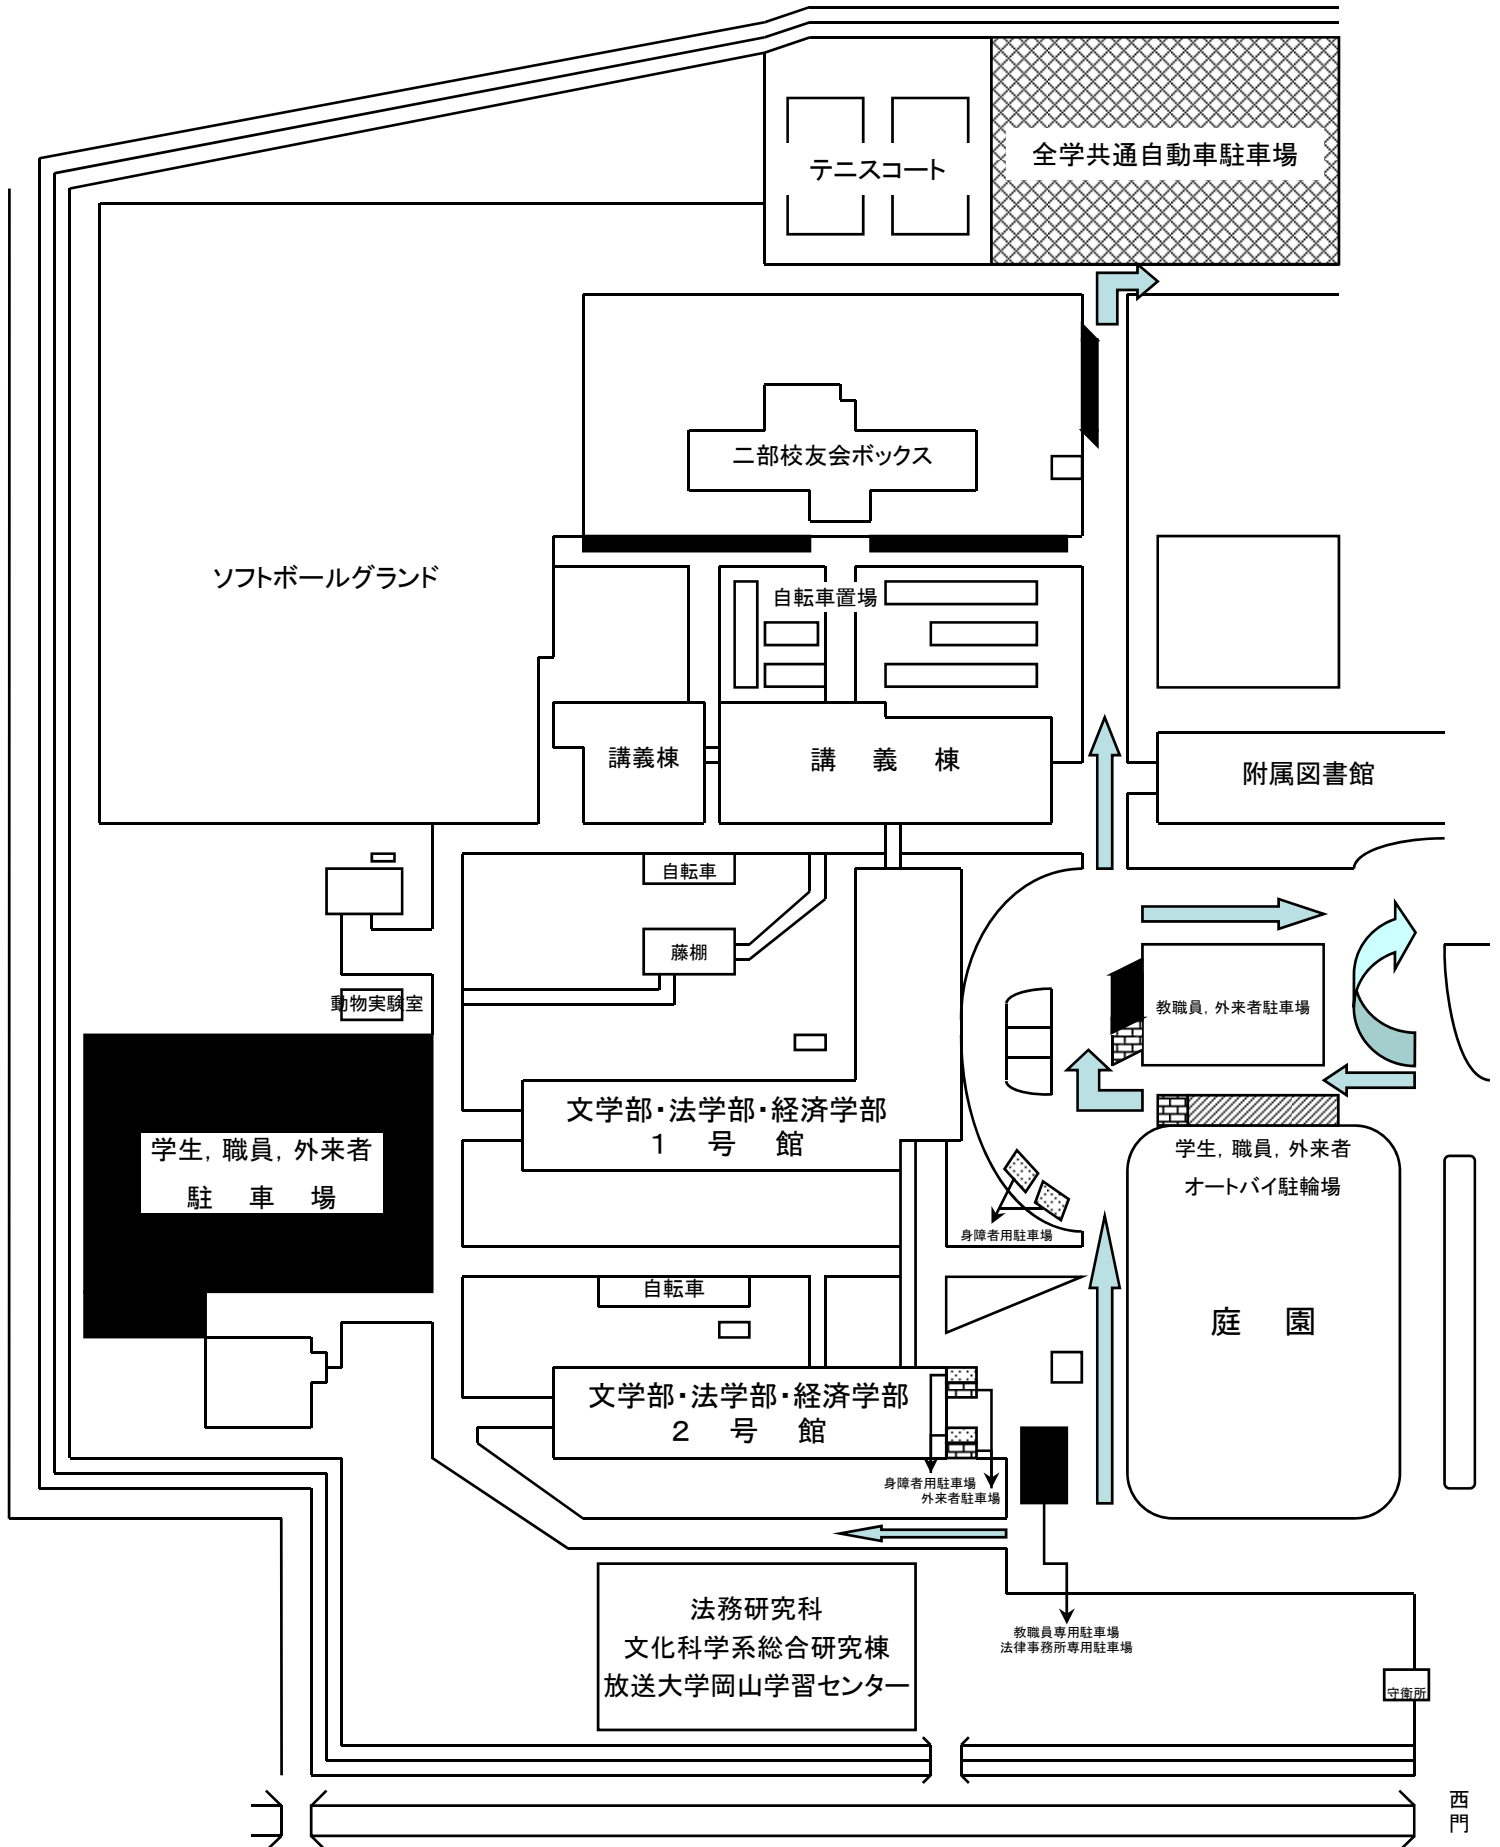 全学共通自動車駐車場
テニスコート
二部校友会ボックス
ソフトボールグランド
自転車置場
講義棟
講 義 棟
附属図書館
自転車
藤棚
動物実験室
教職員, 外来者駐車場
文学部・法学部・経済学部
1 号 館
学生, 職員, 外来者
駐 車 場
学生, 職員, 外来者
オートバイ駐輪場
身障者用駐車場
自転車
庭 園
文学部・法学部・経済学部
2 号 館
身障者用駐車場
外来者駐車場
法務研究科
文化科学系総合研究棟
放送大学岡山学習センター
教職員専用駐車場
法律事務所専用駐車場
守衛所
西
門